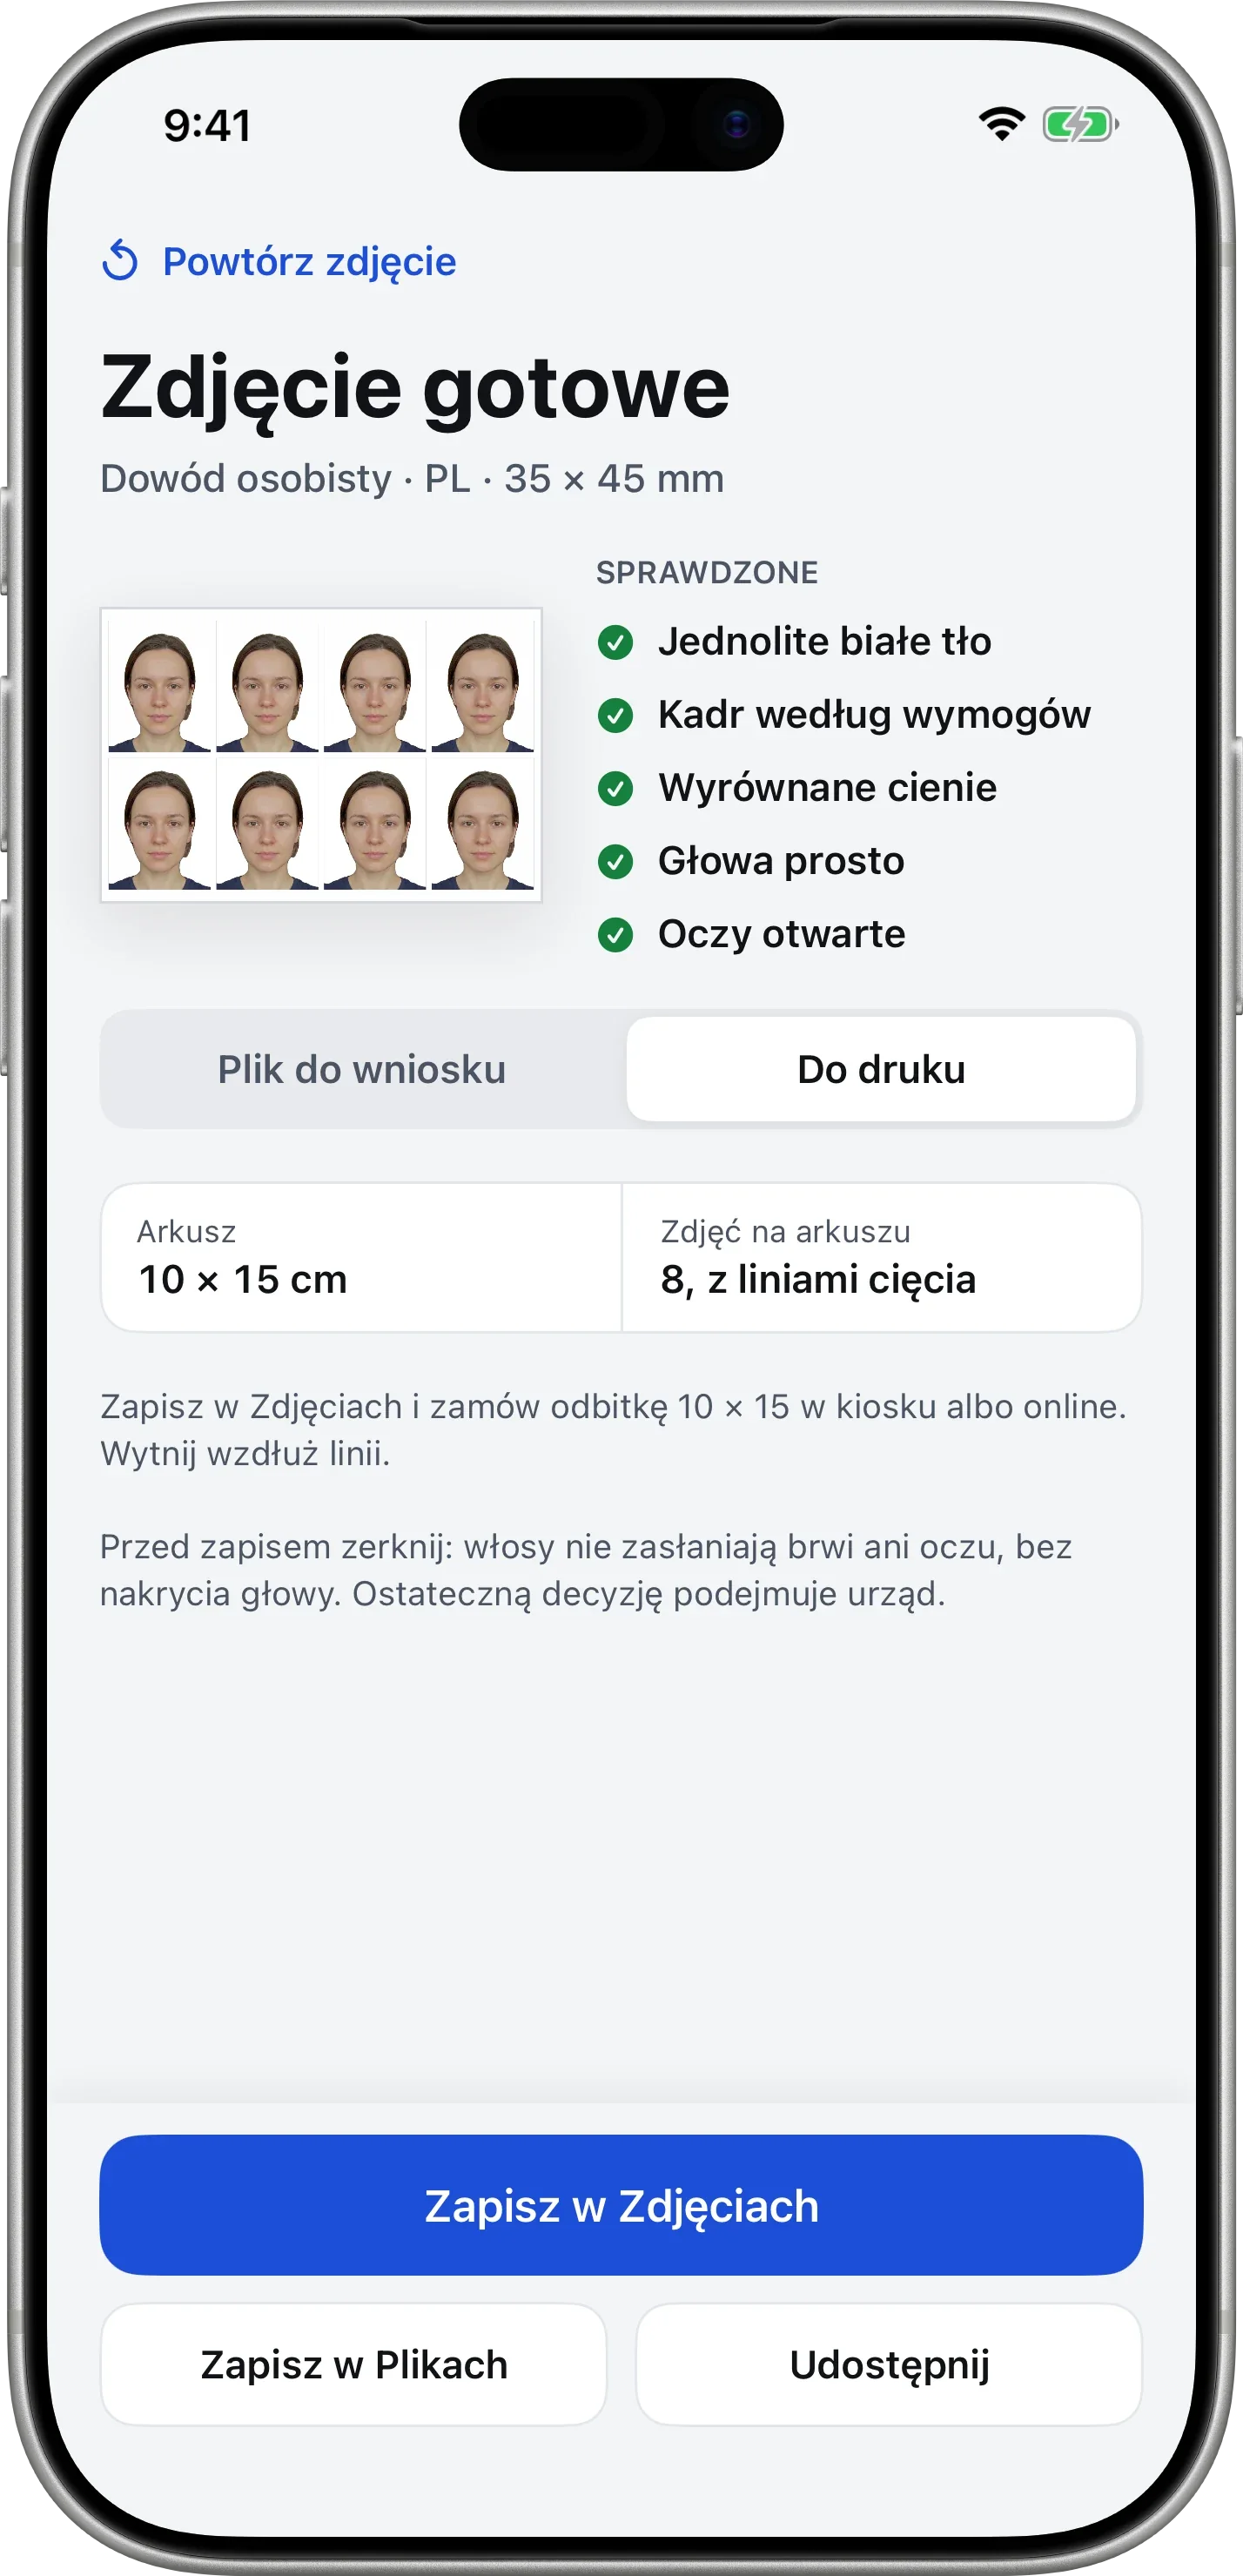 9:41
Powtórz zdjęcie
Zdjęcie gotowe
Dowód osobisty · PL · 35 × 45 mm
SPRAWDZONE
Jednolite białe tło
Kadr według wymogów
Wyrównane cienie
Głowa prosto
Oczy otwarte
Plik do wniosku
Do druku
Arkusz
10 × 15 cm
Zdjęć na arkuszu
8, z liniami cięcia
Zapisz w Zdjęciach i zamów odbitkę 10 × 15 w kiosku albo online.
Wytnij wzdłuż linii.
Przed zapisem zerknij: włosy nie zasłaniają brwi ani oczu, bez
nakrycia głowy. Ostateczną decyzję podejmuje urząd.
Zapisz w Zdjęciach
Zapisz w Plikach
Udostępnij